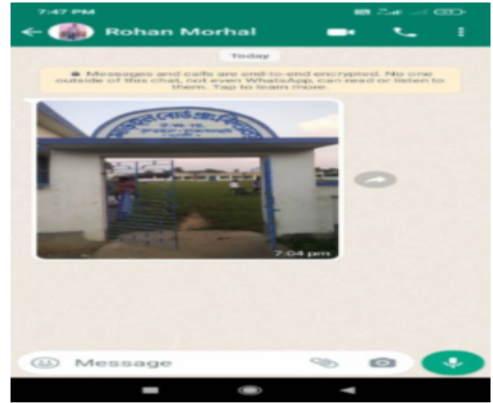 7:47 PM
Rohan Morhal
Today
Messages and calls are end-to-end encrypted. No one
outside of this chat, not even WhatsApp, can read or listen to
them. Tap to learn more.
7:04 pm
Message